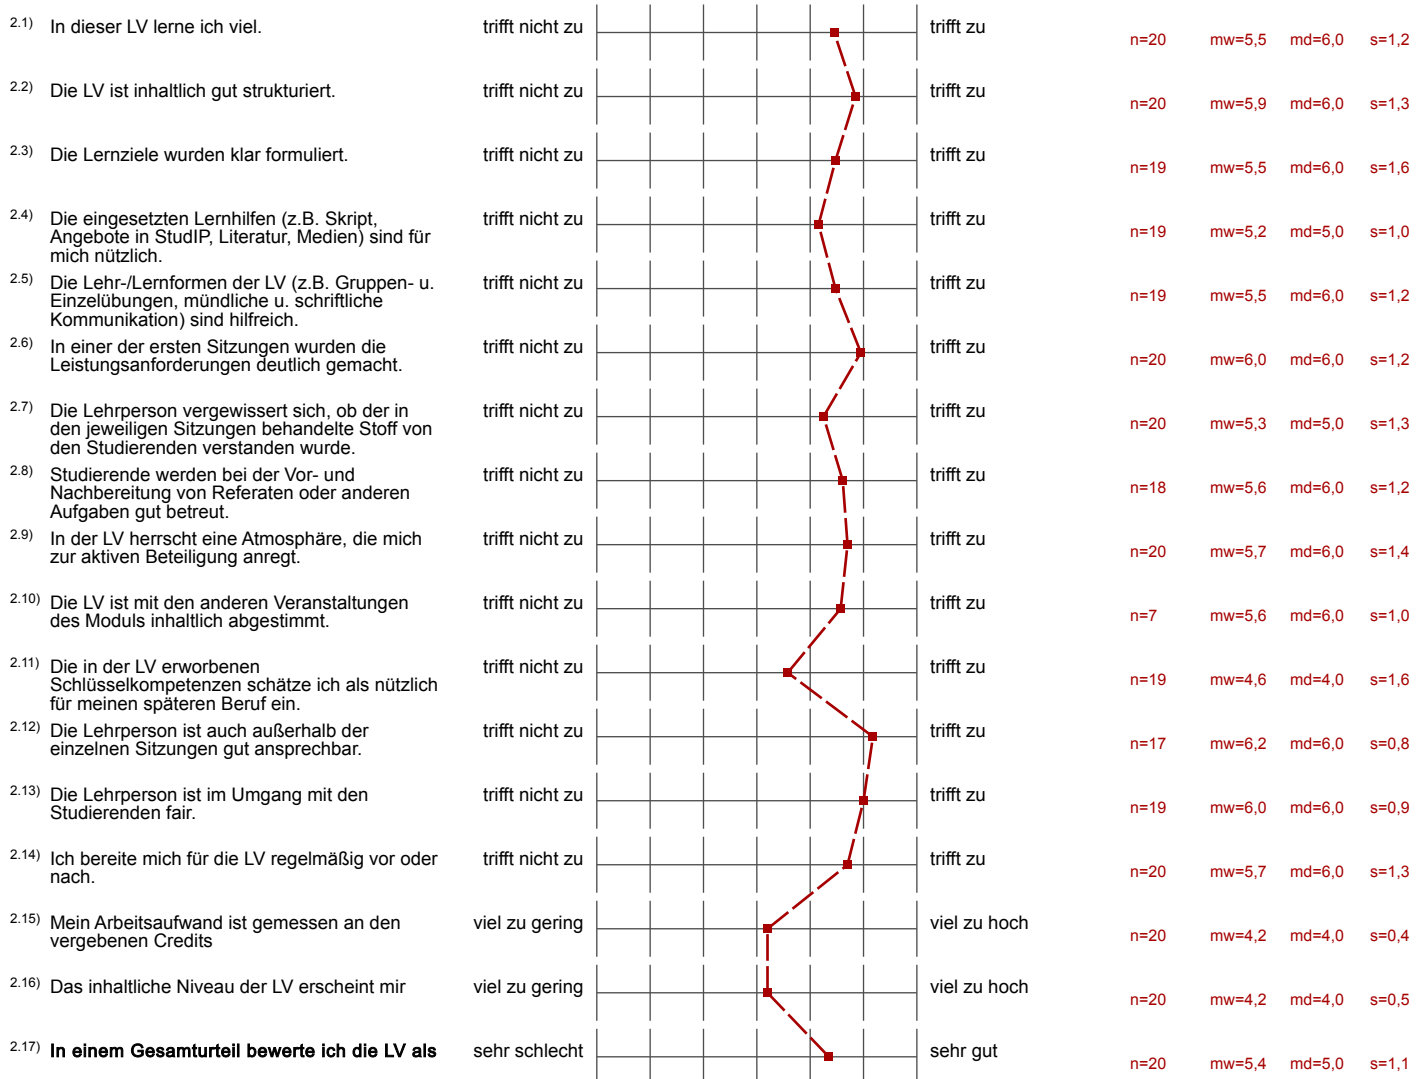 2.1) In dieser LV lerne ich viel. trifft nicht zu trifft zu n=20 mw=5,5 md=6,0 s=1,2
2.2) Die LV ist inhaltlich gut strukturiert. trifft nicht zu trifft zu n=20 mw=5,9 md=6,0 s=1,3
2.3) Die Lernziele wurden klar formuliert. trifft nicht zu trifft zu n=19 mw=5,5 md=6,0 s=1,6
2.4) Die eingesetzten Lernhilfen (z.B. Skript, trifft nicht zu trifft zu
Angebote in StudIP, Literatur, Medien) sind für n=19 mw=5,2 md=5,0 s=1,0
mich nützlich.
2.5) Die Lehr-/Lernformen der LV (z.B. Gruppen- u. trifft nicht zu trifft zu
Einzelübungen, mündliche u. schriftliche n=19 mw=5,5 md=6,0 s=1,2
Kommunikation) sind hilfreich.
2.6) In einer der ersten Sitzungen wurden die trifft nicht zu trifft zu
Leistungsanforderungen deutlich gemacht. n=20 mw=6,0 md=6,0 s=1,2
2.7) Die Lehrperson vergewissert sich, ob der in trifft nicht zu trifft zu
den jeweiligen Sitzungen behandelte Stoff von n=20 mw=5,3 md=5,0 s=1,3
den Studierenden verstanden wurde.
2.8) Studierende werden bei der Vor- und trifft nicht zu trifft zu
Nachbereitung von Referaten oder anderen n=18 mw=5,6 md=6,0 s=1,2
Aufgaben gut betreut.
2.9) In der LV herrscht eine Atmosphäre, die mich trifft nicht zu trifft zu
zur aktiven Beteiligung anregt. n=20 mw=5,7 md=6,0 s=1,4
2.10) Die LV ist mit den anderen Veranstaltungen trifft nicht zu trifft zu
des Moduls inhaltlich abgestimmt. n=7 mw=5,6 md=6,0 s=1,0
2.11) Die in der LV erworbenen trifft nicht zu trifft zu
Schlüsselkompetenzen schätze ich als nützlich n=19 mw=4,6 md=4,0 s=1,6
für meinen späteren Beruf ein.
2.12) Die Lehrperson ist auch außerhalb der trifft nicht zu trifft zu
einzelnen Sitzungen gut ansprechbar. n=17 mw=6,2 md=6,0 s=0,8
2.13) Die Lehrperson ist im Umgang mit den trifft nicht zu trifft zu
Studierenden fair. n=19 mw=6,0 md=6,0 s=0,9
2.14) Ich bereite mich für die LV regelmäßig vor oder trifft nicht zu trifft zu
nach. n=20 mw=5,7 md=6,0 s=1,3
2.15) Mein Arbeitsaufwand ist gemessen an den viel zu gering viel zu hoch
vergebenen Credits n=20 mw=4,2 md=4,0 s=0,4
2.16) Das inhaltliche Niveau der LV erscheint mir viel zu gering viel zu hoch n=20 mw=4,2 md=4,0 s=0,5
2.17) In einem Gesamturteil bewerte ich die LV als sehr schlecht sehr gut n=20 mw=5,4 md=5,0 s=1,1